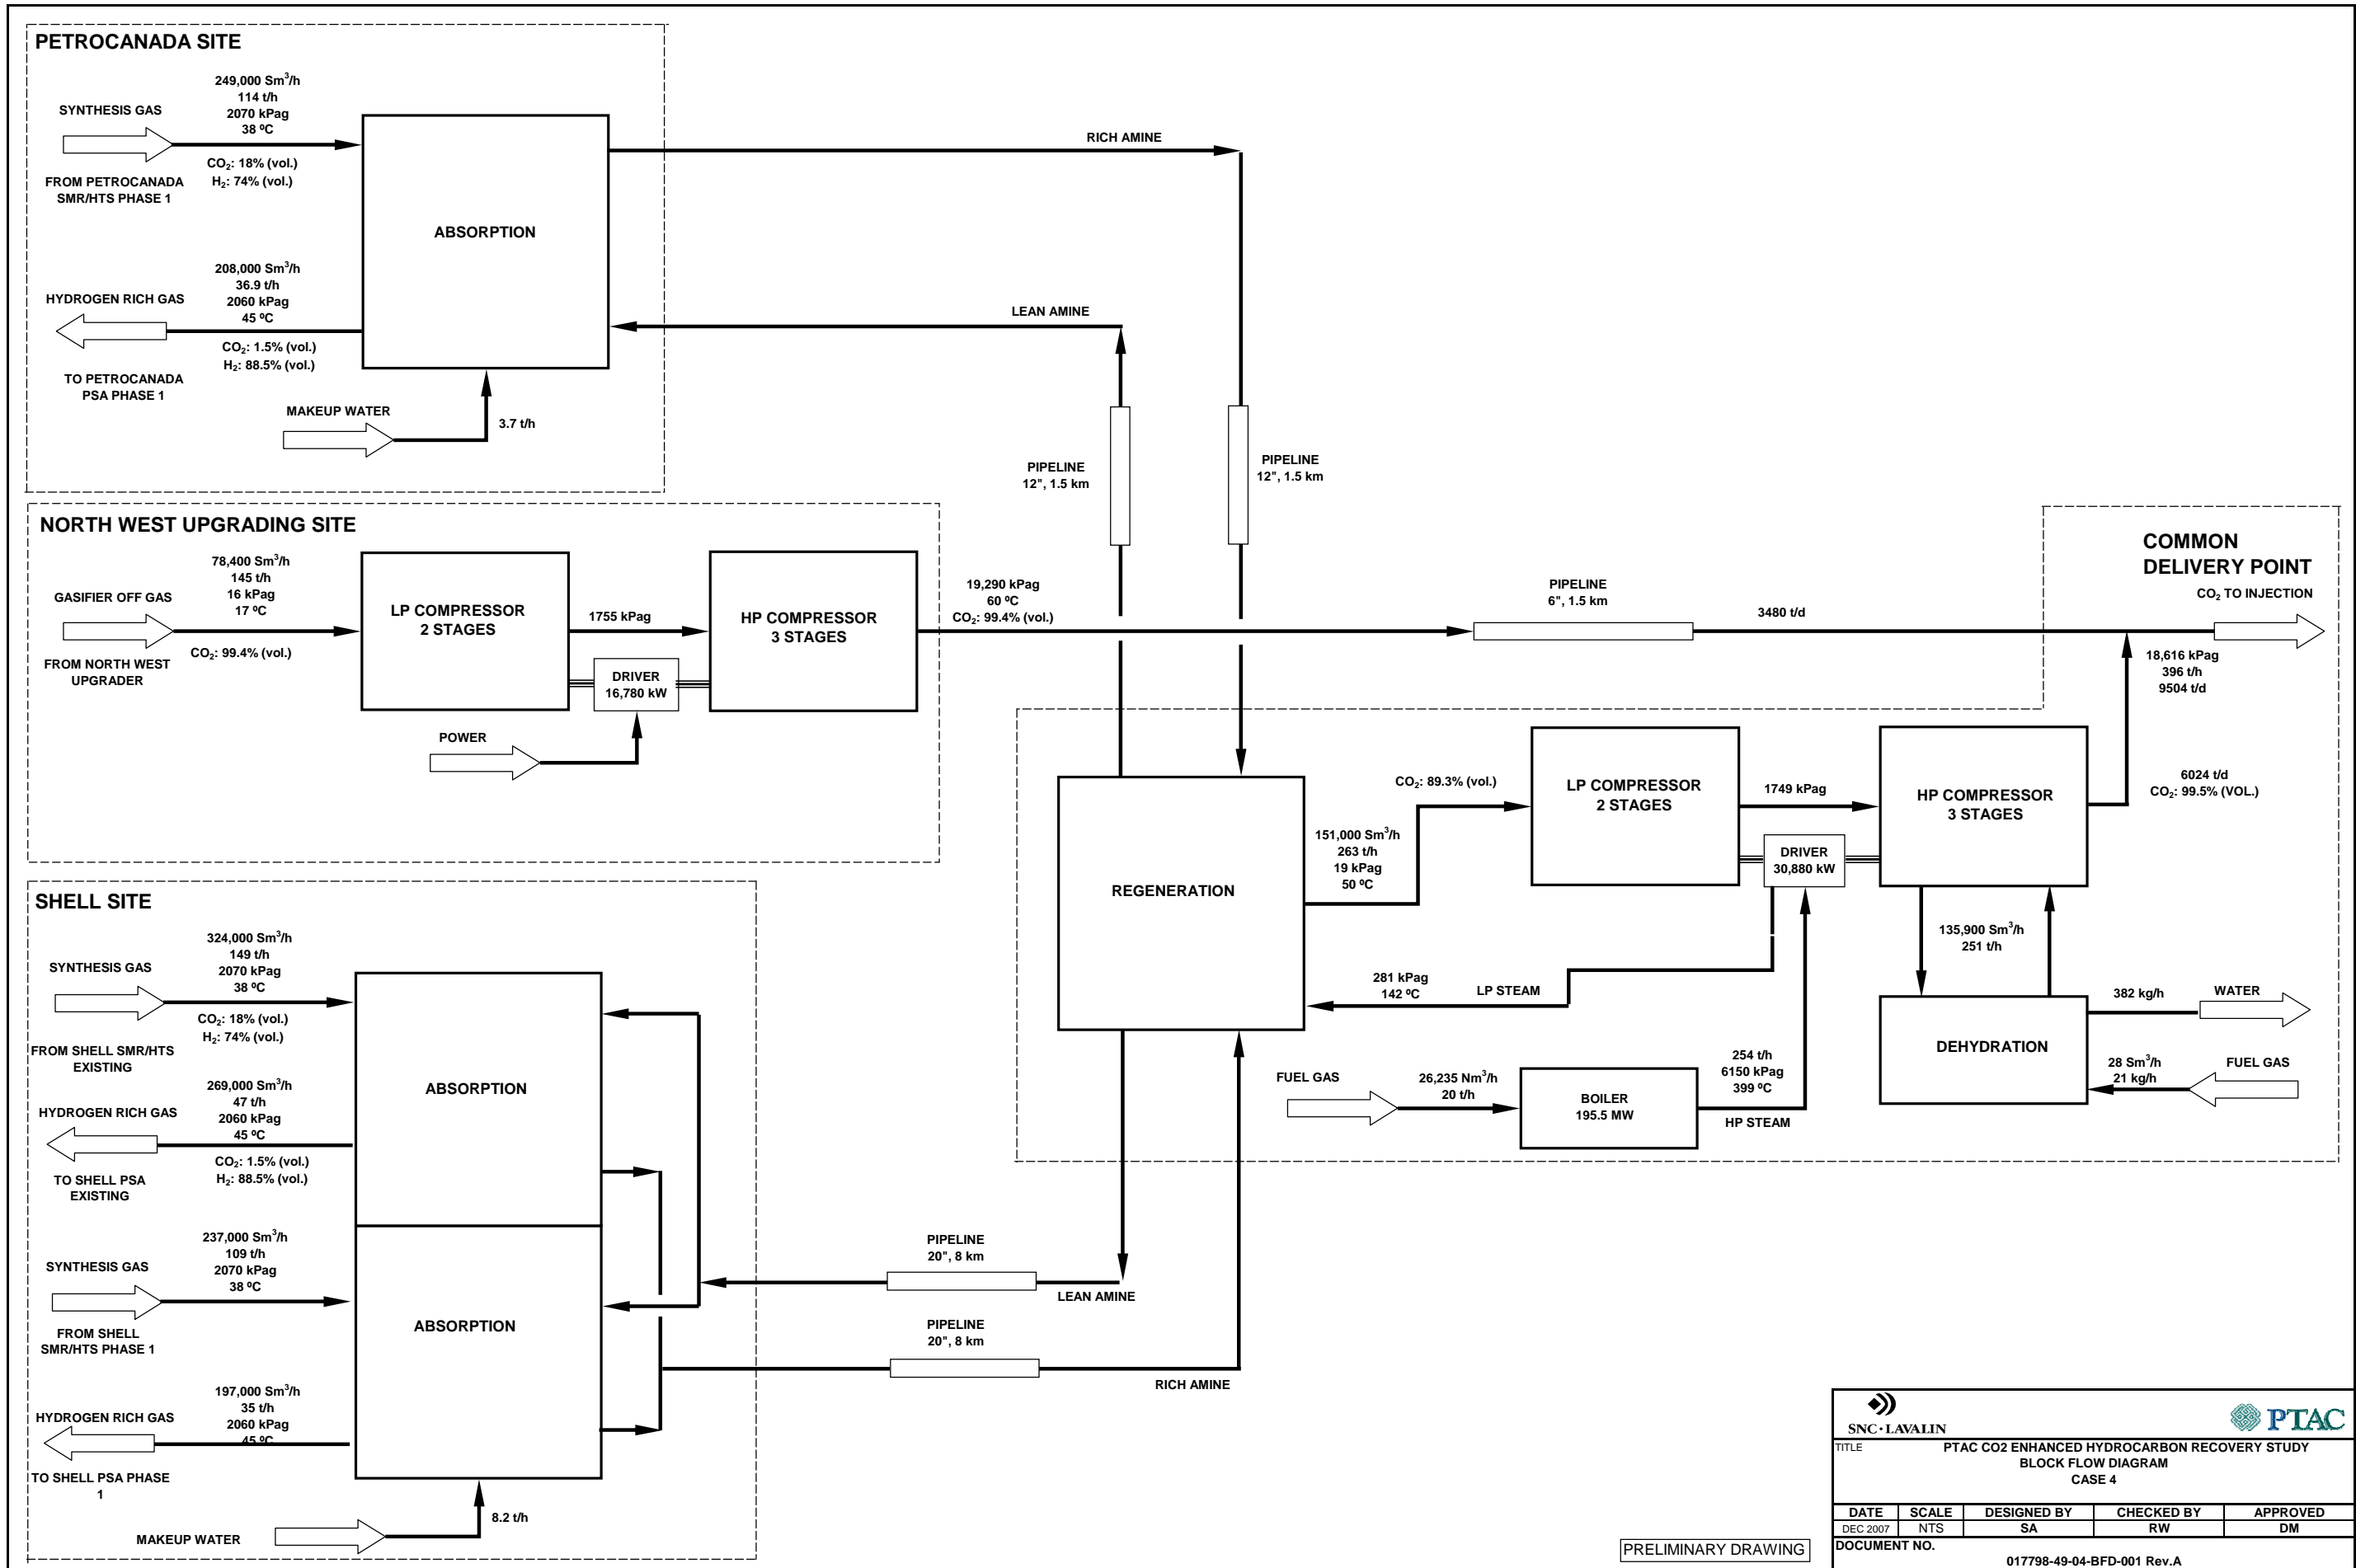 PETROCANADA SITE
249,000 Sm³/h
114 t/h
2070 kPag
38 ºC
SYNTHESIS GAS
CO₂: 18% (vol.)
H₂: 74% (vol.)
FROM PETROCANADA
SMR/HTS PHASE 1
ABSORPTION
208,000 Sm³/h
36.9 t/h
2060 kPag
45 ºC
HYDROGEN RICH GAS
CO₂: 1.5% (vol.)
H₂: 88.5% (vol.)
TO PETROCANADA
PSA PHASE 1
MAKEUP WATER
3.7 t/h
RICH AMINE
LEAN AMINE
PIPELINE
12", 1.5 km
PIPELINE
12", 1.5 km
NORTH WEST UPGRADING SITE
78,400 Sm³/h
145 t/h
16 kPag
17 ºC
GASIFIER OFF GAS
CO₂: 99.4% (vol.)
FROM NORTH WEST
UPGRADER
LP COMPRESSOR
2 STAGES
1755 kPag
DRIVER
16,780 kW
HP COMPRESSOR
3 STAGES
POWER
19,290 kPag
60 ºC
CO₂: 99.4% (vol.)
PIPELINE
6", 1.5 km
3480 t/d
COMMON
DELIVERY POINT
CO₂ TO INJECTION
18,616 kPag
396 t/h
9504 t/d
6024 t/d
CO₂: 99.5% (VOL.)
REGENERATION
CO₂: 89.3% (vol.)
151,000 Sm³/h
263 t/h
19 kPag
50 ºC
LP COMPRESSOR
2 STAGES
1749 kPag
DRIVER
30,880 kW
HP COMPRESSOR
3 STAGES
135,900 Sm³/h
251 t/h
281 kPag
142 ºC
LP STEAM
DEHYDRATION
382 kg/h
WATER
28 Sm³/h
21 kg/h
FUEL GAS
FUEL GAS
26,235 Nm³/h
20 t/h
BOILER
195.5 MW
254 t/h
6150 kPag
399 ºC
HP STEAM
SHELL SITE
324,000 Sm³/h
149 t/h
2070 kPag
38 ºC
SYNTHESIS GAS
CO₂: 18% (vol.)
H₂: 74% (vol.)
FROM SHELL SMR/HTS
EXISTING
ABSORPTION
269,000 Sm³/h
47 t/h
2060 kPag
45 ºC
HYDROGEN RICH GAS
CO₂: 1.5% (vol.)
H₂: 88.5% (vol.)
TO SHELL PSA
EXISTING
237,000 Sm³/h
109 t/h
2070 kPag
38 ºC
SYNTHESIS GAS
FROM SHELL
SMR/HTS PHASE 1
ABSORPTION
197,000 Sm³/h
35 t/h
2060 kPag
45 ºC
HYDROGEN RICH GAS
TO SHELL PSA PHASE
1
MAKEUP WATER
8.2 t/h
PIPELINE
20", 8 km
LEAN AMINE
PIPELINE
20", 8 km
RICH AMINE
PRELIMINARY DRAWING
SNC·LAVALIN
PTAC
TITLE
PTAC CO2 ENHANCED HYDROCARBON RECOVERY STUDY
BLOCK FLOW DIAGRAM
CASE 4
DATE SCALE DESIGNED BY CHECKED BY APPROVED
DEC 2007 NTS SA RW DM
DOCUMENT NO.
017798-49-04-BFD-001 Rev.A